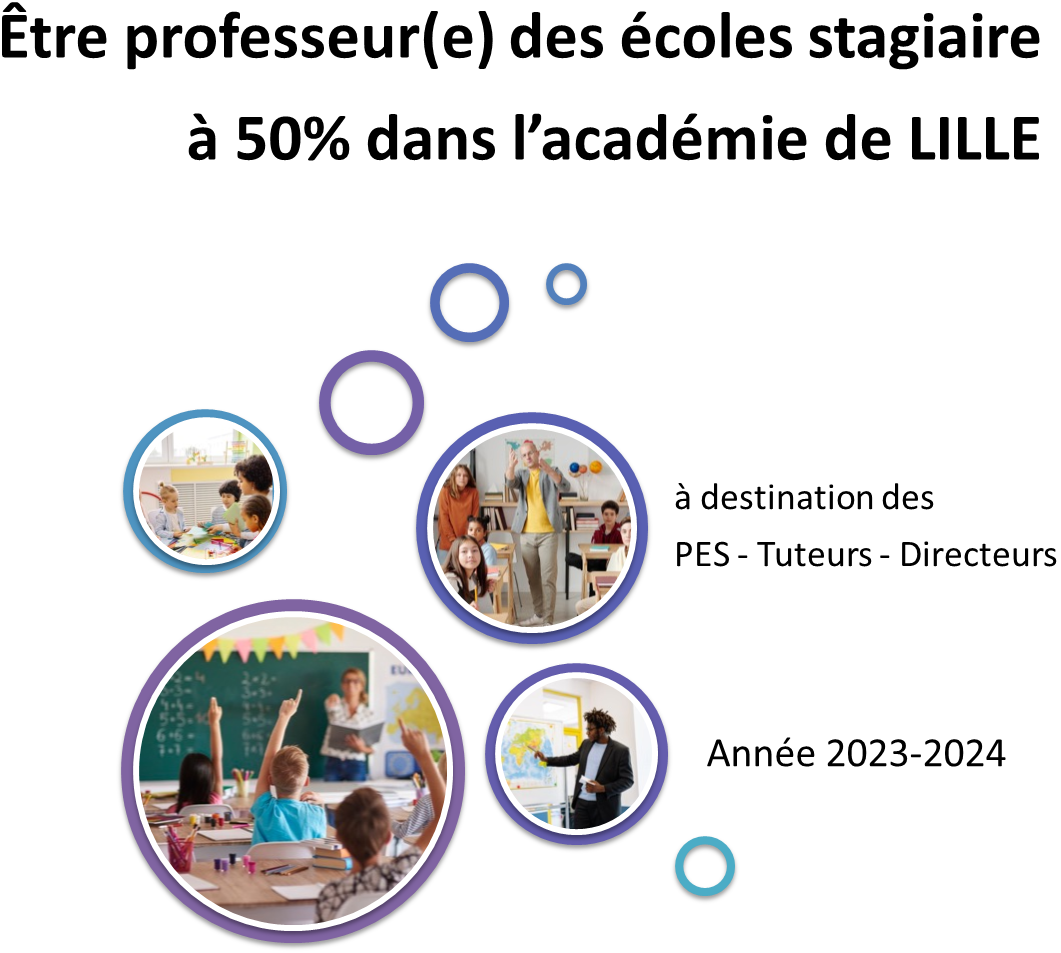 Être professeur(e) des écoles stagiaire
à 50% dans l’académie de LILLE
à destination des
PES - Tuteurs - Directeurs
Année 2023-2024